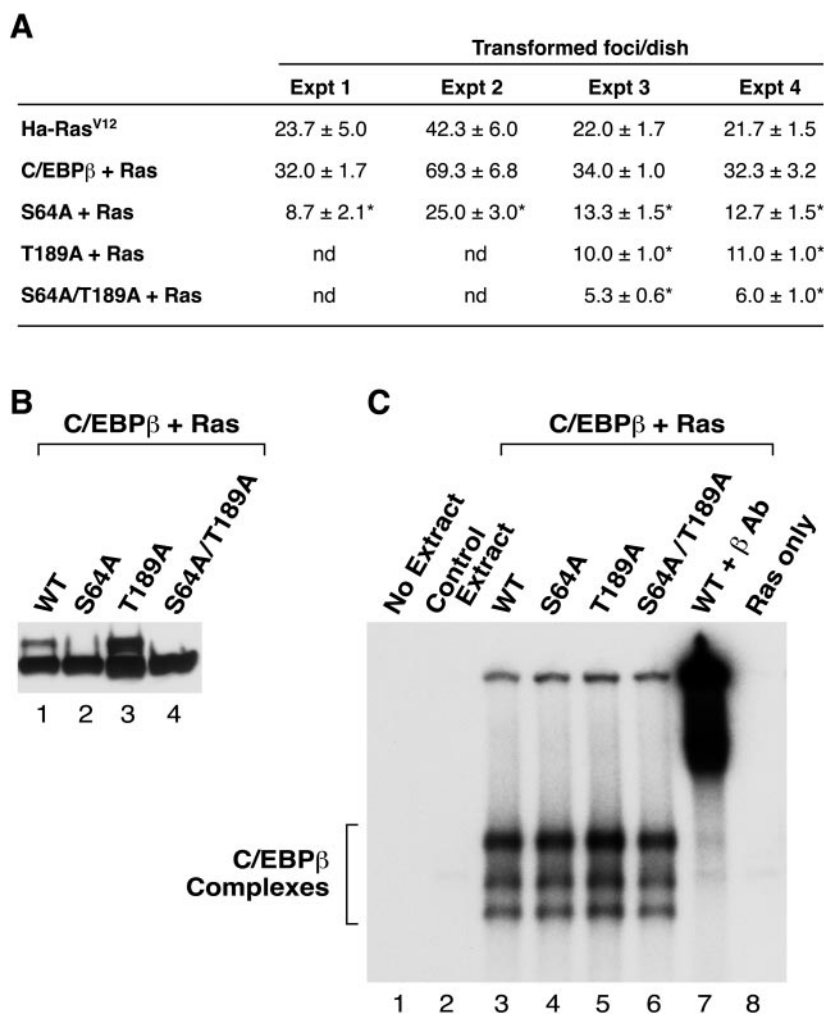 A
Transformed foci/dish
Expt 1 Expt 2 Expt 3 Expt 4
Ha-RasV12 23.7 ± 5.0 42.3 ± 6.0 22.0 ± 1.7 21.7 ± 1.5
C/EBPβ + Ras 32.0 ± 1.7 69.3 ± 6.8 34.0 ± 1.0 32.3 ± 3.2
S64A + Ras 8.7 ± 2.1* 25.0 ± 3.0* 13.3 ± 1.5* 12.7 ± 1.5*
T189A + Ras nd nd 10.0 ± 1.0* 11.0 ± 1.0*
S64A/T189A + Ras nd nd 5.3 ± 0.6* 6.0 ± 1.0*
B
C/EBPβ + Ras
WT S64A T189A S64A/T189A
1 2 3 4
C
C/EBPβ + Ras
No Extract Control Extract WT S64A T189A S64A/T189A WT + β Ab Ras only
C/EBPβ
Complexes
1 2 3 4 5 6 7 8